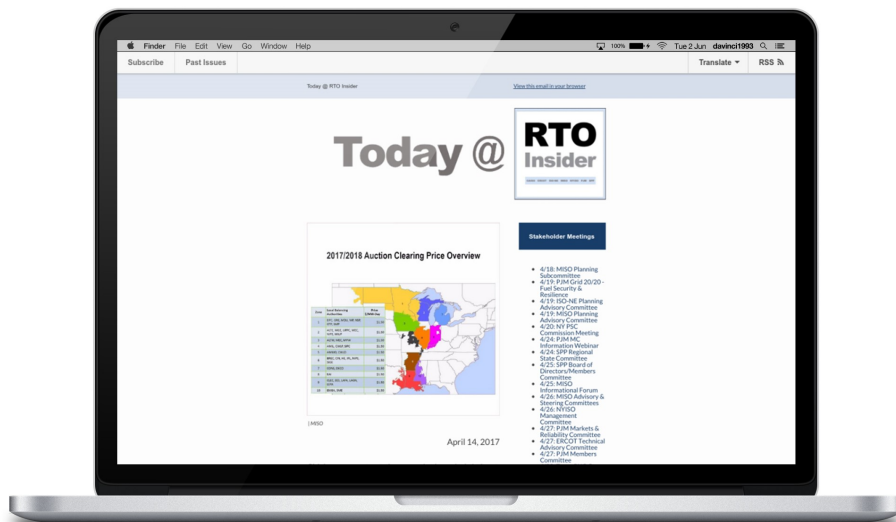 Finder File Edit View Go Window Help
100% Tue 2 Jun davinci1993
Subscribe Past Issues Translate RSS
Today @ RTO Insider View this email in your browser
Today @
RTO
Insider
2017/2018 Auction Clearing Price Overview
Zone Local Balancing Price
| MISO
April 14, 2017
Stakeholder Meetings
4/18: MISO Planning
Subcommittee
4/19: PJM Grid 20/20 -
Fuel Security &
Resilience
4/19: ISO-NE Planning
Advisory Committee
4/19: MISO Planning
Advisory Committee
4/20: NY PSC
Commission Meeting
4/24: PJM MC
Information Webinar
4/24: SPP Regional
State Committee
4/25: SPP Board of
Directors/Members
Committee
4/25: MISO
Informational Forum
4/26: MISO Advisory &
Steering Committees
4/26: NYISO
Management
Committee
4/27: PJM Markets &
Reliability Committee
4/27: ERCOT Technical
Advisory Committee
4/27: PJM Members
Committee